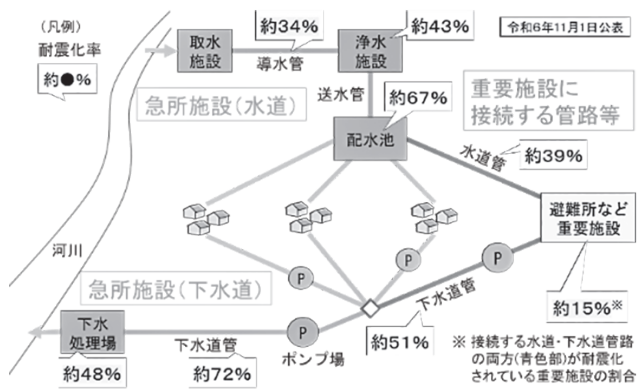 (凡例)
耐震化率
約●%
取水
施設
約34%
導水管
浄水
施設
約43%
令和6年11月1日公表
急所施設(水道)
送水管
約67%
配水池
重要施設に
接続する管路等
水道管
約39%
避難所など
重要施設
約15%※
河川
P
P
P
急所施設(下水道)
下水道管
約51%
下水
処理場
約48%
下水道管
約72%
P
ポンプ場
※ 接続する水道・下水道管路
の両方(青色部)が耐震化
されている重要施設の割合